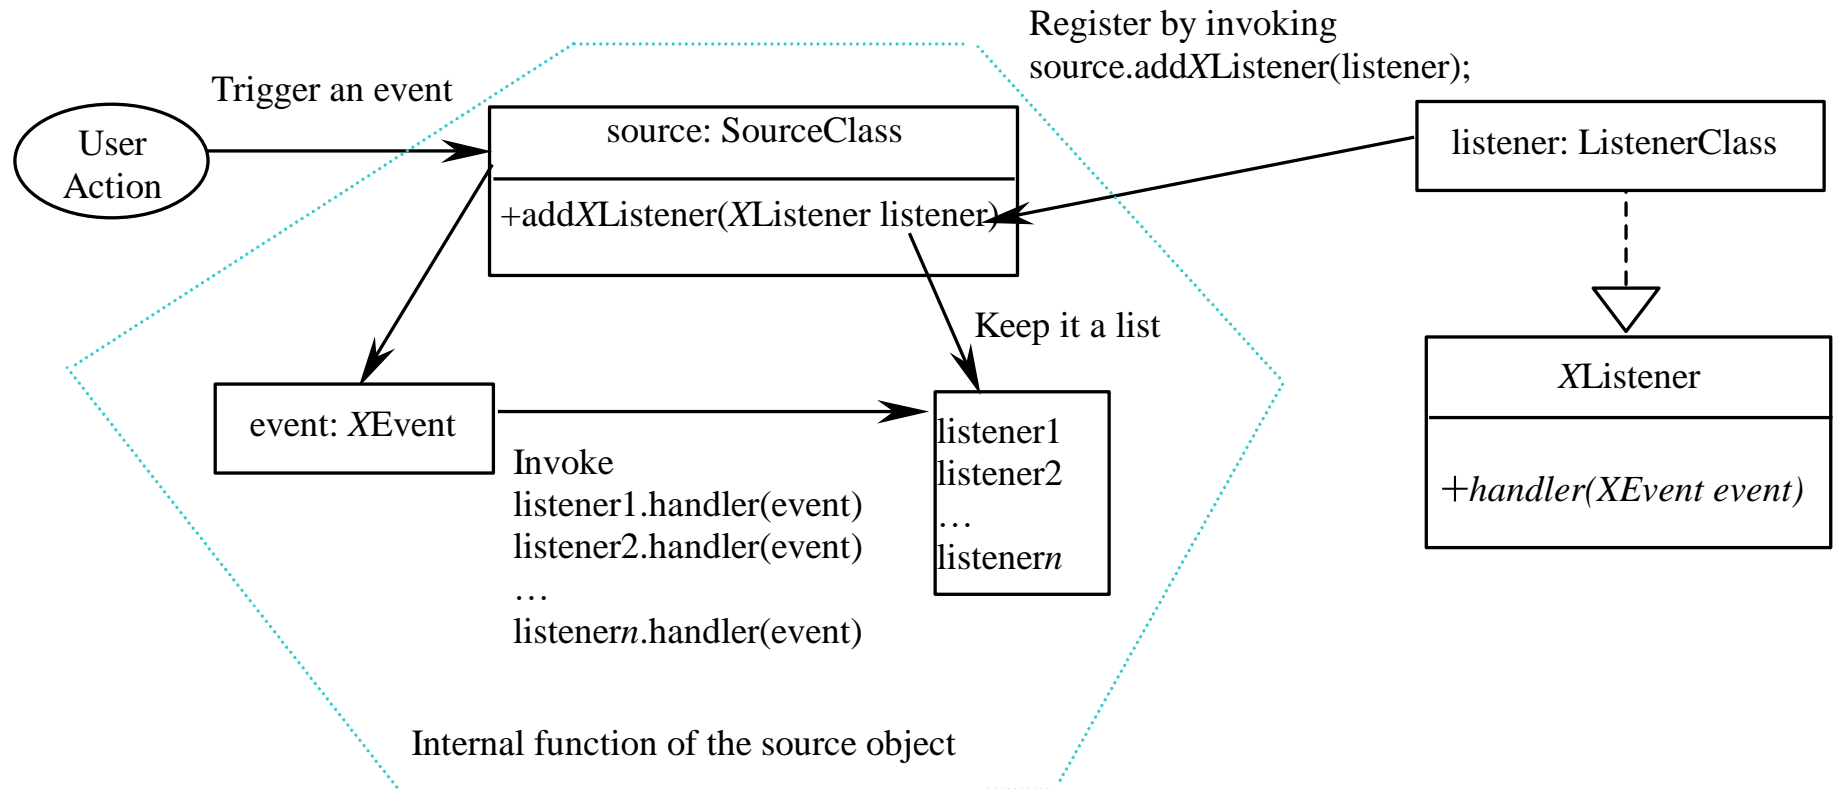 Register by invoking
source.addXListener(listener);
Trigger an event
User
Action
source: SourceClass
+addXListener(XListener listener)
listener: ListenerClass
Keep it a list
XListener
+handler(XEvent event)
event: XEvent
Invoke
listener1.handler(event)
listener2.handler(event)
…
listenern.handler(event)
listener1
listener2
…
listenern
Internal function of the source object